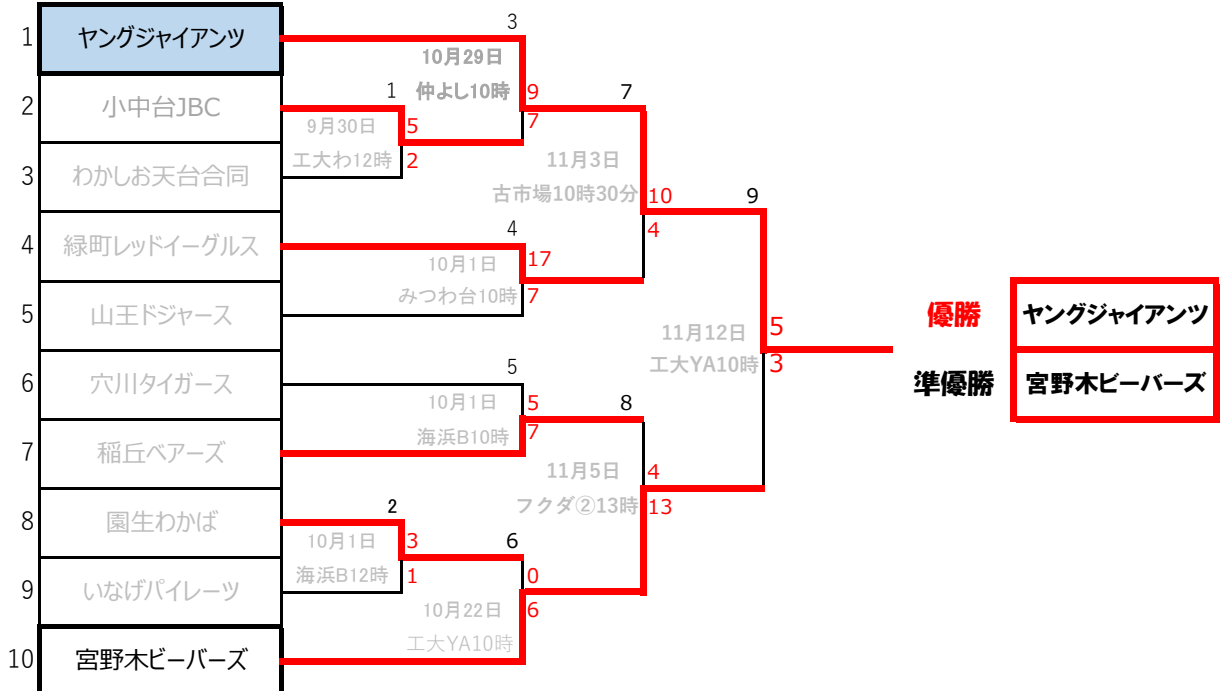 1 ヤングジャイアンツ
3
10月29日
仲よし10時
9
7
2 小中台JBC
1
9月30日
工大わ12時
5
2
3 わかしお天台合同
7
11月3日
古市場10時30分
10
4
4 緑町レッドイーグルス
4
10月1日
みつわ台10時
17
7
5 山王ドジャース
9
11月12日
工大YA10時
5
3
優勝 ヤングジャイアンツ
準優勝 宮野木ビーバーズ
6 穴川タイガース
5
10月1日
海浜B10時
5
7
7 稲丘ベアーズ
8
11月5日
フクダ②13時
4
13
8 園生わかば
2
10月1日
海浜B12時
3
1
9 いなげパイレーツ
6
10月22日
工大YA10時
0
6
10 宮野木ビーバーズ